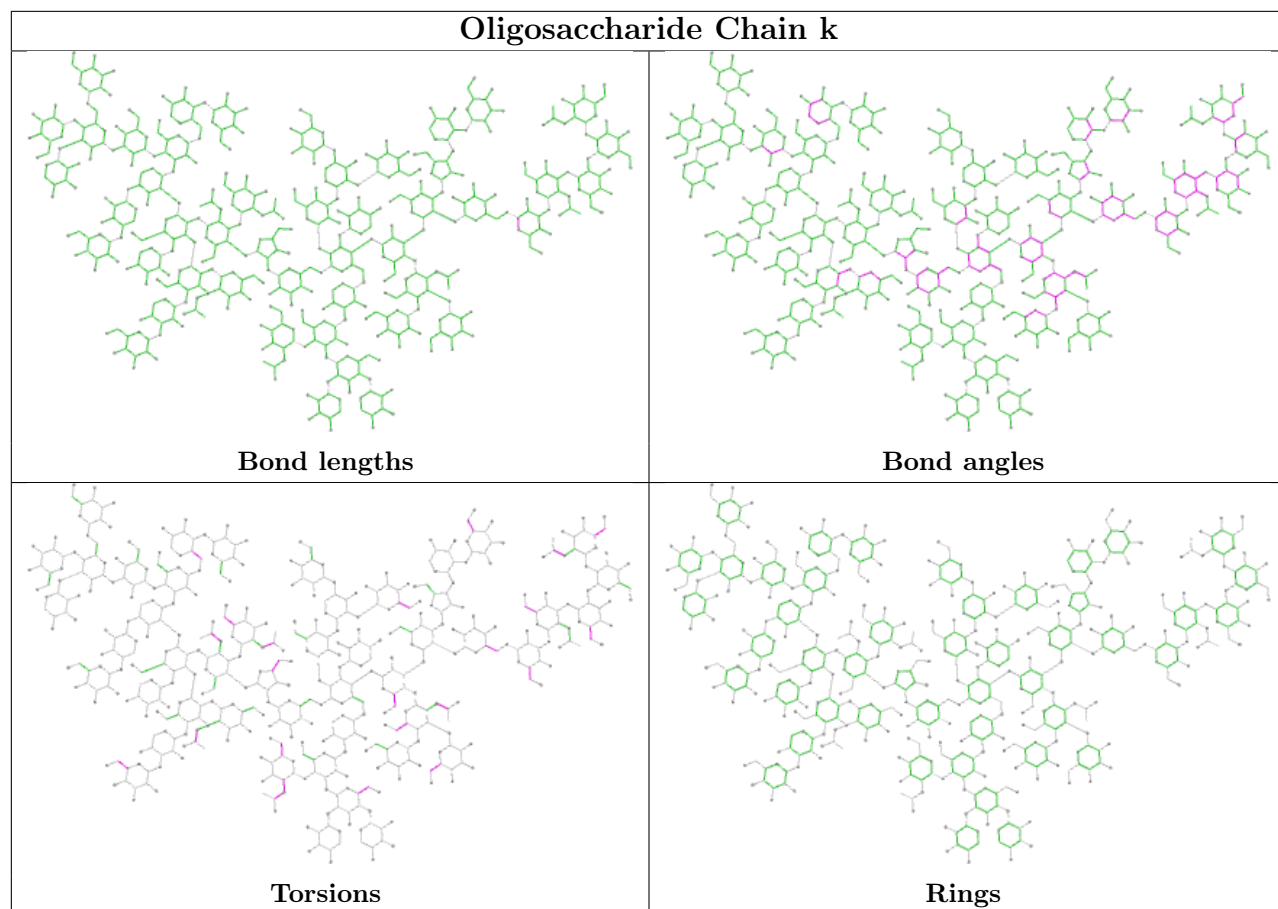 Oligosaccharide Chain k
Bond lengths
Bond angles
Torsions
Rings